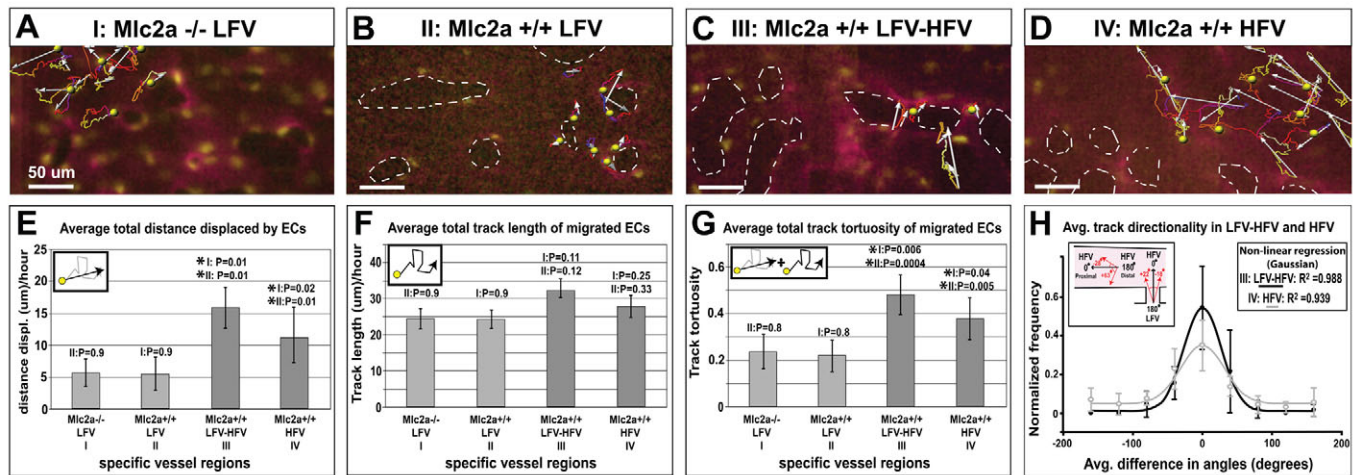 A
I: Mlc2a -/- LFV
50 um
B
II: Mlc2a +/+ LFV
C
III: Mlc2a +/+ LFV-HFV
D
IV: Mlc2a +/+ HFV
E
Average total distance displaced by ECs
distance displ. (um)/hour
25
20
15
10
5
0
II:P=0.9
I:P=0.9
*I: P=0.01
*II: P=0.01
*I:P=0.02
*II:P=0.01
Mlc2a-/- LFV I
Mlc2a+/+ LFV II
Mlc2a+/+ LFV-HFV III
Mlc2a+/+ HFV IV
specific vessel regions
F
Average total track length of migrated ECs
Track length (um)/hour
40
30
20
10
0
II:P=0.9
I:P=0.9
I:P=0.11
II:P=0.12
I:P=0.25
II:P=0.33
Mlc2a-/- LFV I
Mlc2a+/+ LFV II
Mlc2a+/+ LFV-HFV III
Mlc2a+/+ HFV IV
specific vessel regions
G
Average total track tortuosity of migrated ECs
Track tortuosity
0.6
0.4
0.2
0
II:P=0.8
I:P=0.8
*I:P=0.006
*II:P=0.0004
*I:P=0.04
*II:P=0.005
Mlc2a-/- LFV I
Mlc2a+/+ LFV II
Mlc2a+/+ LFV-HFV III
Mlc2a+/+ HFV IV
specific vessel regions
H
Avg. track directionality in LFV-HFV and HFV
Normalized frequency
0.6
0.4
0.2
0
-200
-100
0
100
200
HFV 0° Proximal
HFV 180° Distal
HFV 0°
180° LFV
Non-linear regression
(Gaussian)
III: LFV-HFV: R² =0.988
IV: HFV: R² =0.939
Avg. difference in angles (degrees)